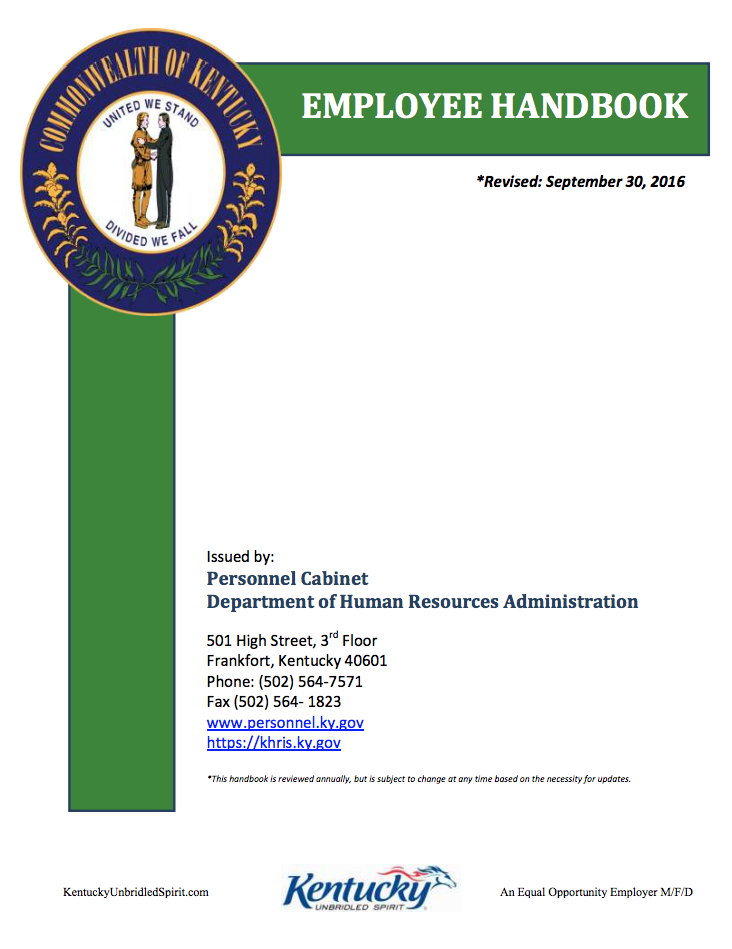 COMMONWEALTH OF KENTUCKY
UNITED WE STAND
DIVIDED WE FALL
EMPLOYEE HANDBOOK
*Revised: September 30, 2016
Issued by:
Personnel Cabinet
Department of Human Resources Administration
501 High Street, 3rd Floor
Frankfort, Kentucky 40601
Phone: (502) 564-7571
Fax (502) 564- 1823
www.personnel.ky.gov
https://khris.ky.gov
*This handbook is reviewed annually, but is subject to change at any time based on the necessity for updates.
KentuckyUnbridledSpirit.com
Kentucky
UNBRIDLED SPIRIT
An Equal Opportunity Employer M/F/D